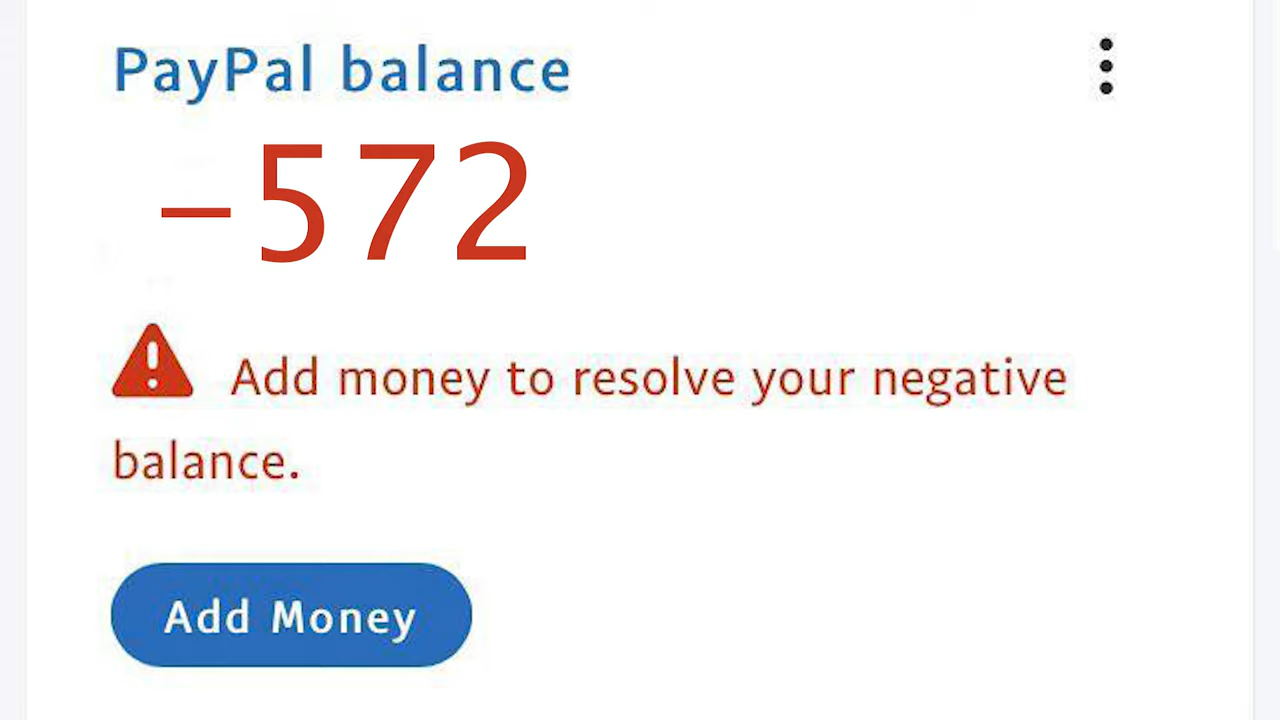 PayPal balance
–572
Add money to resolve your negative
balance.
Add Money